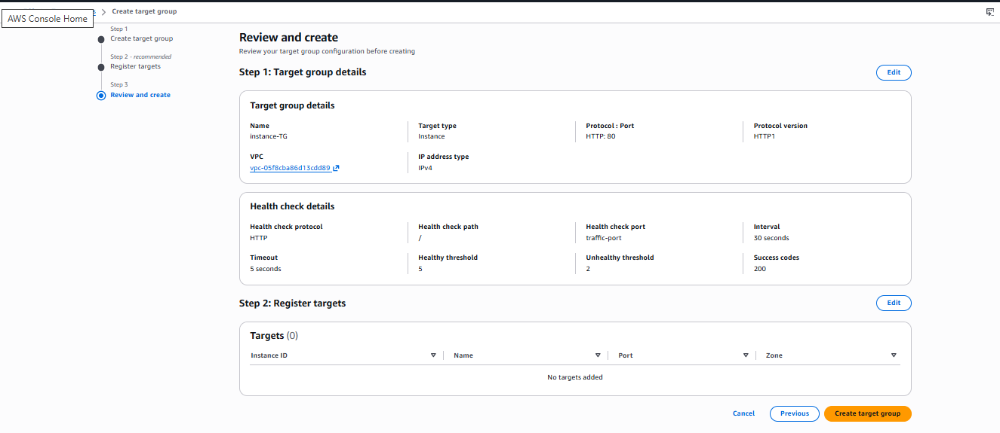 AWS Console Home
Create target group
Step 1
Create target group
Step 2 - recommended
Register targets
Step 3
Review and create
Review and create
Review your target group configuration before creating
Step 1: Target group details
Edit
Target group details
Name
instance-TG
Target type
Instance
Protocol : Port
HTTP: 80
Protocol version
HTTP1
VPC
vpc-05f8cba86d13cdd89
IP address type
IPv4
Health check details
Health check protocol
HTTP
Health check path
/
Health check port
traffic-port
Interval
30 seconds
Timeout
5 seconds
Healthy threshold
5
Unhealthy threshold
2
Success codes
200
Step 2: Register targets
Edit
Targets (0)
Instance ID
Name
Port
Zone
No targets added
Cancel
Previous
Create target group